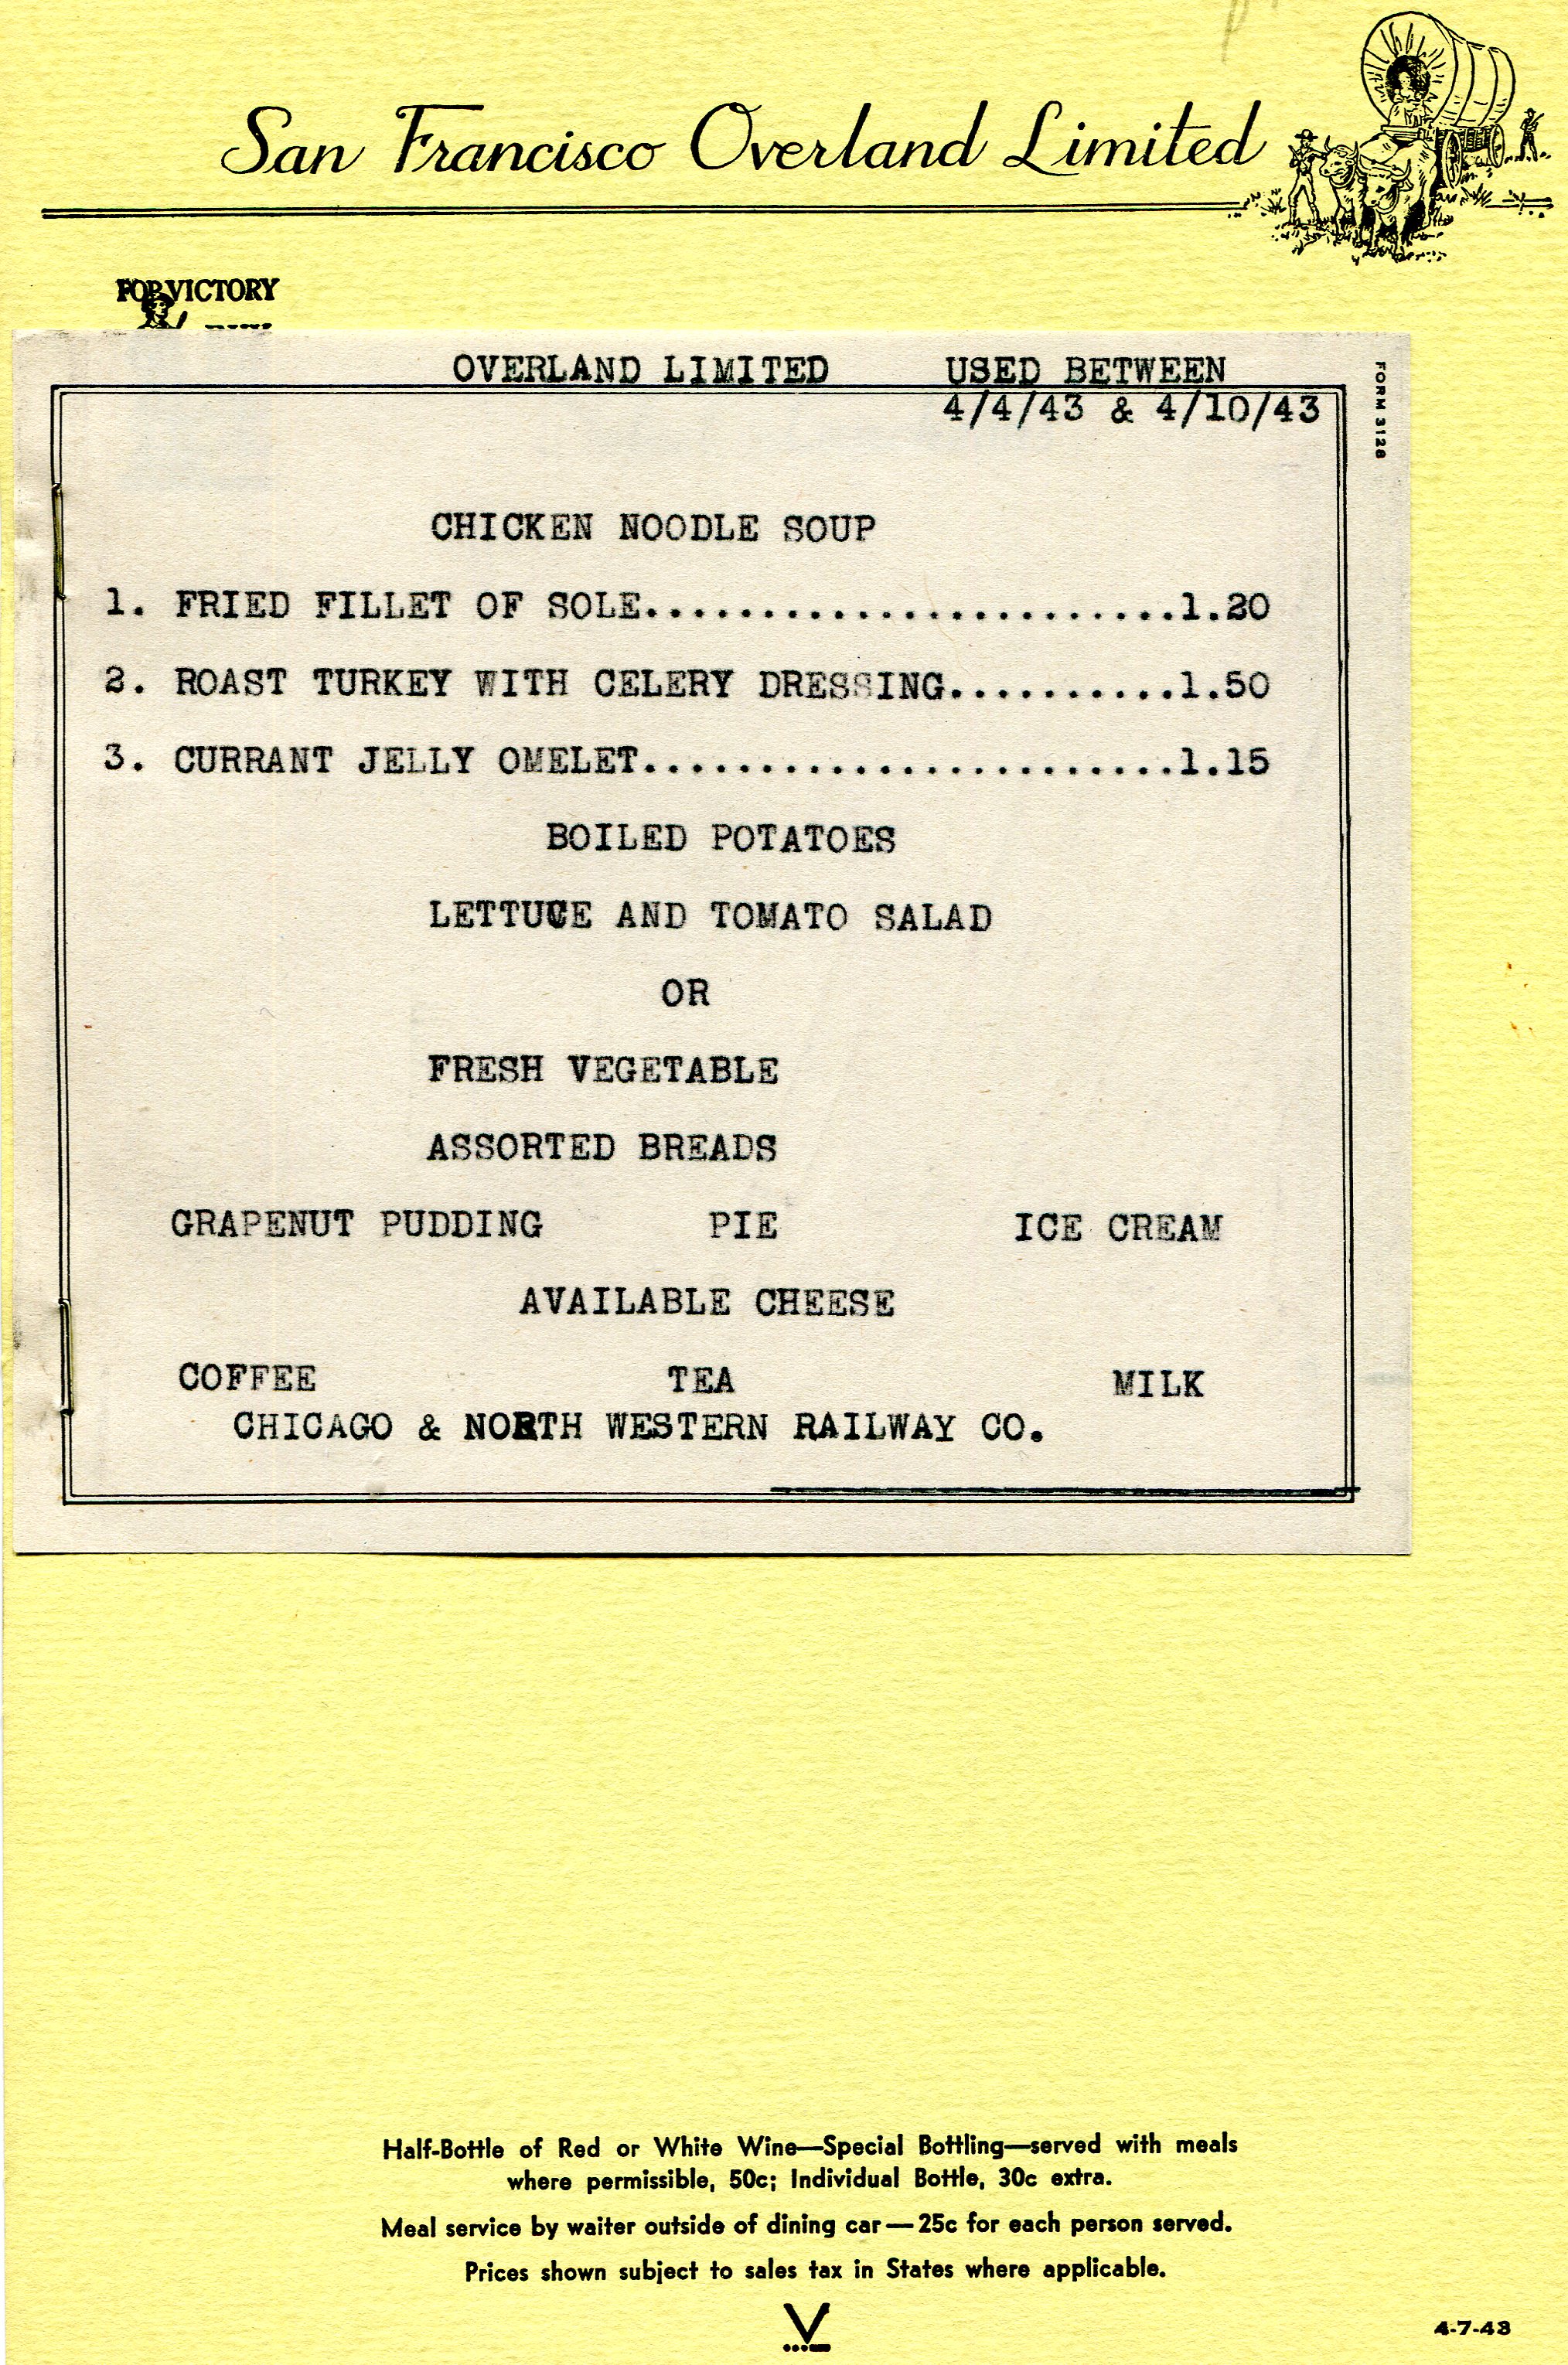 San Francisco Overland Limited
FOR VICTORY
OVERLAND LIMITED USED BETWEEN
4/4/43 & 4/10/43
FORM 3128
CHICKEN NOODLE SOUP
1. FRIED FILLET OF SOLE.......................1.20
2. ROAST TURKEY WITH CELERY DRESSING..........1.50
3. CURRANT JELLY OMELET.......................1.15
BOILED POTATOES
LETTUCE AND TOMATO SALAD
OR
FRESH VEGETABLE
ASSORTED BREADS
GRAPENUT PUDDING PIE ICE CREAM
AVAILABLE CHEESE
COFFEE TEA MILK
CHICAGO & NORTH WESTERN RAILWAY CO.
Half-Bottle of Red or White Wine—Special Bottling—served with meals
where permissible, 50c; Individual Bottle, 30c extra.
Meal service by waiter outside of dining car—25c for each person served.
Prices shown subject to sales tax in States where applicable.
V
4-7-43